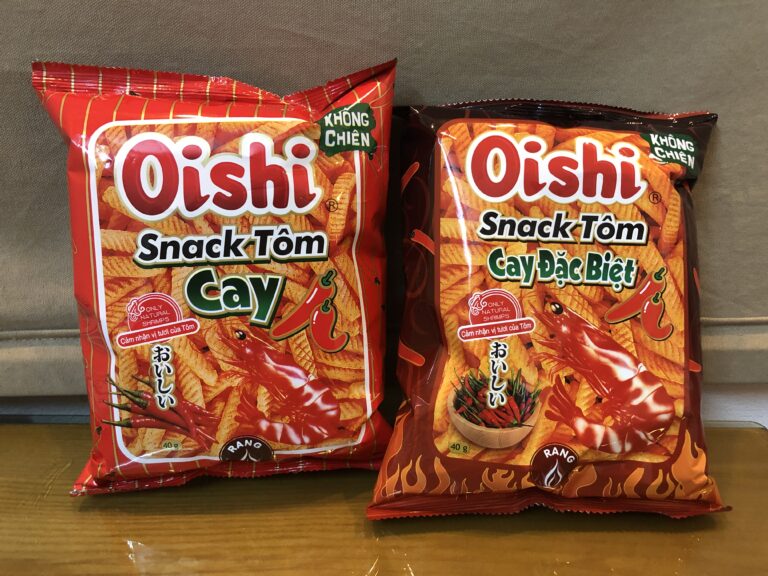 KHÔNG
CHIÊN
Oishi®
Snack Tôm
Cay
ONLY
NATURAL
SHRIMPS
Cảm nhận vị tươi của Tôm
おいしい
40 g
RANG
KHÔNG
CHIÊN
Oishi®
Snack Tôm
Cay Đặc Biệt
ONLY
NATURAL
SHRIMPS
Cảm nhận vị tươi của Tôm
おいしい
40 g
RANG